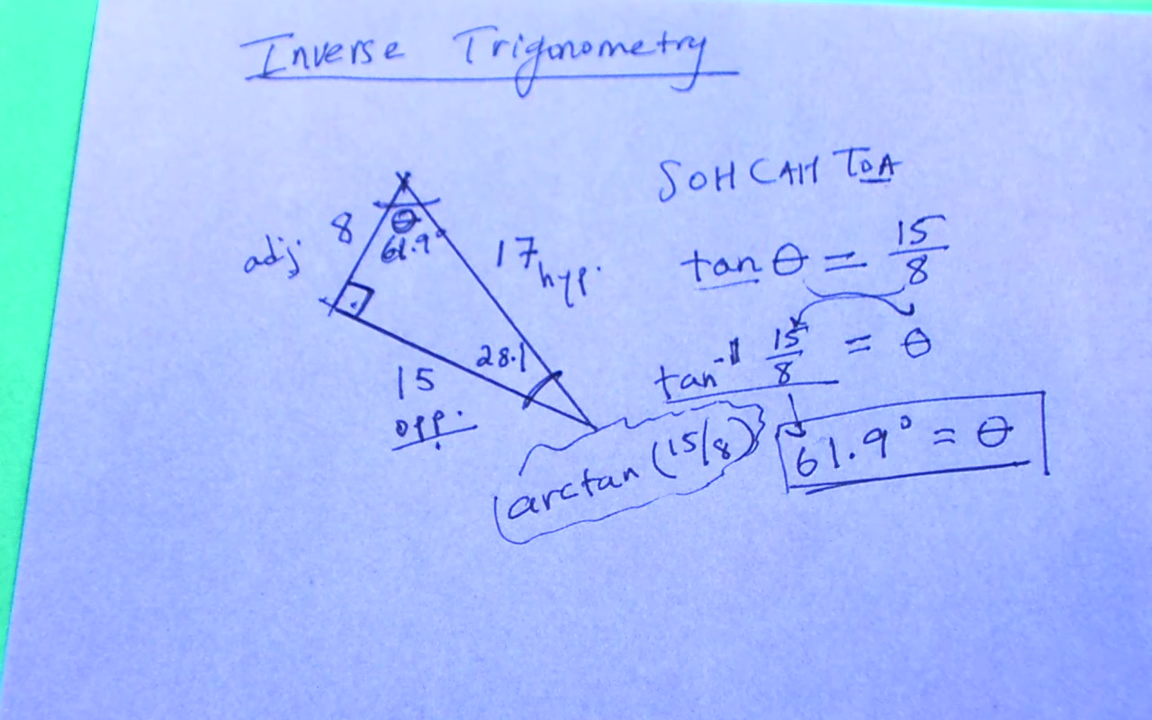 Inverse Trigonometry
SOH CAH TOA
8
θ
61.9°
adj
17
hyp.
tan θ = 15/8
28.1
15
opp.
tan⁻¹ 15/8 = θ
61.9° = θ
arctan (15/8)